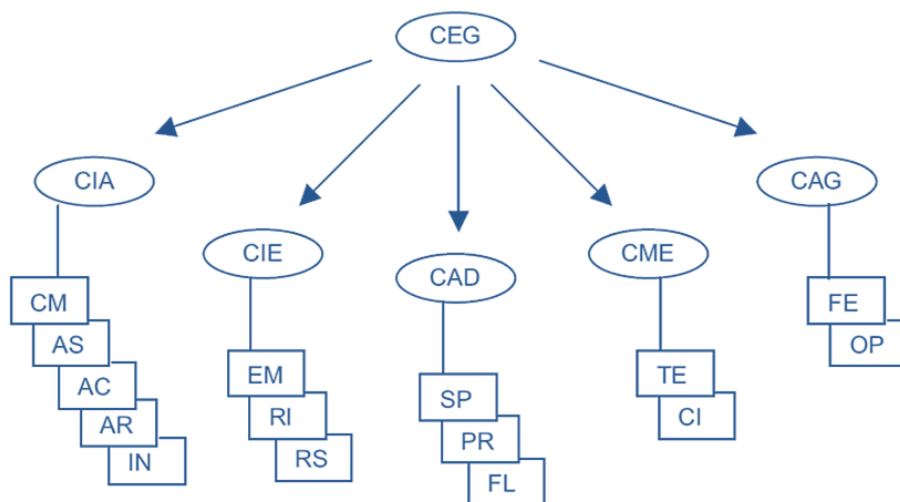 CEG
CIA
CIE
CAD
CME
CAG
CM
AS
AC
AR
IN
EM
RI
RS
SP
PR
FL
TE
CI
FE
OP